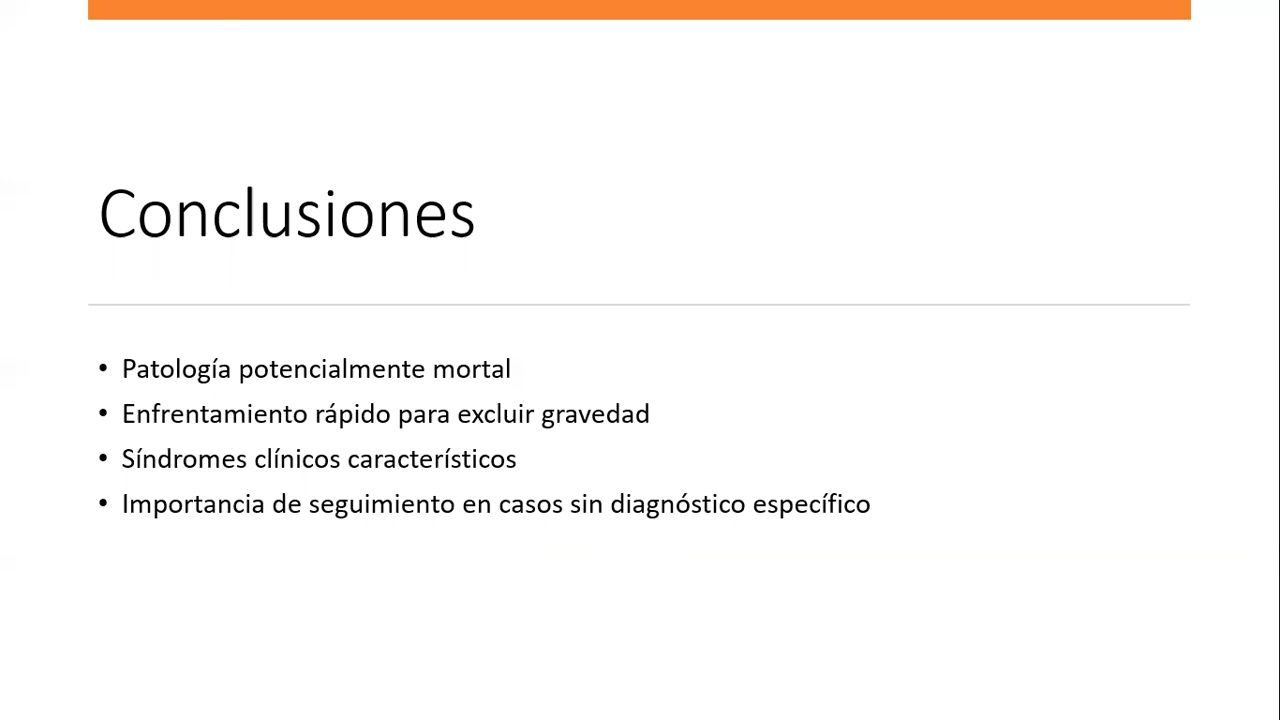 Conclusiones
• Patología potencialmente mortal
• Enfrentamiento rápido para excluir gravedad
• Síndromes clínicos característicos
• Importancia de seguimiento en casos sin diagnóstico específico